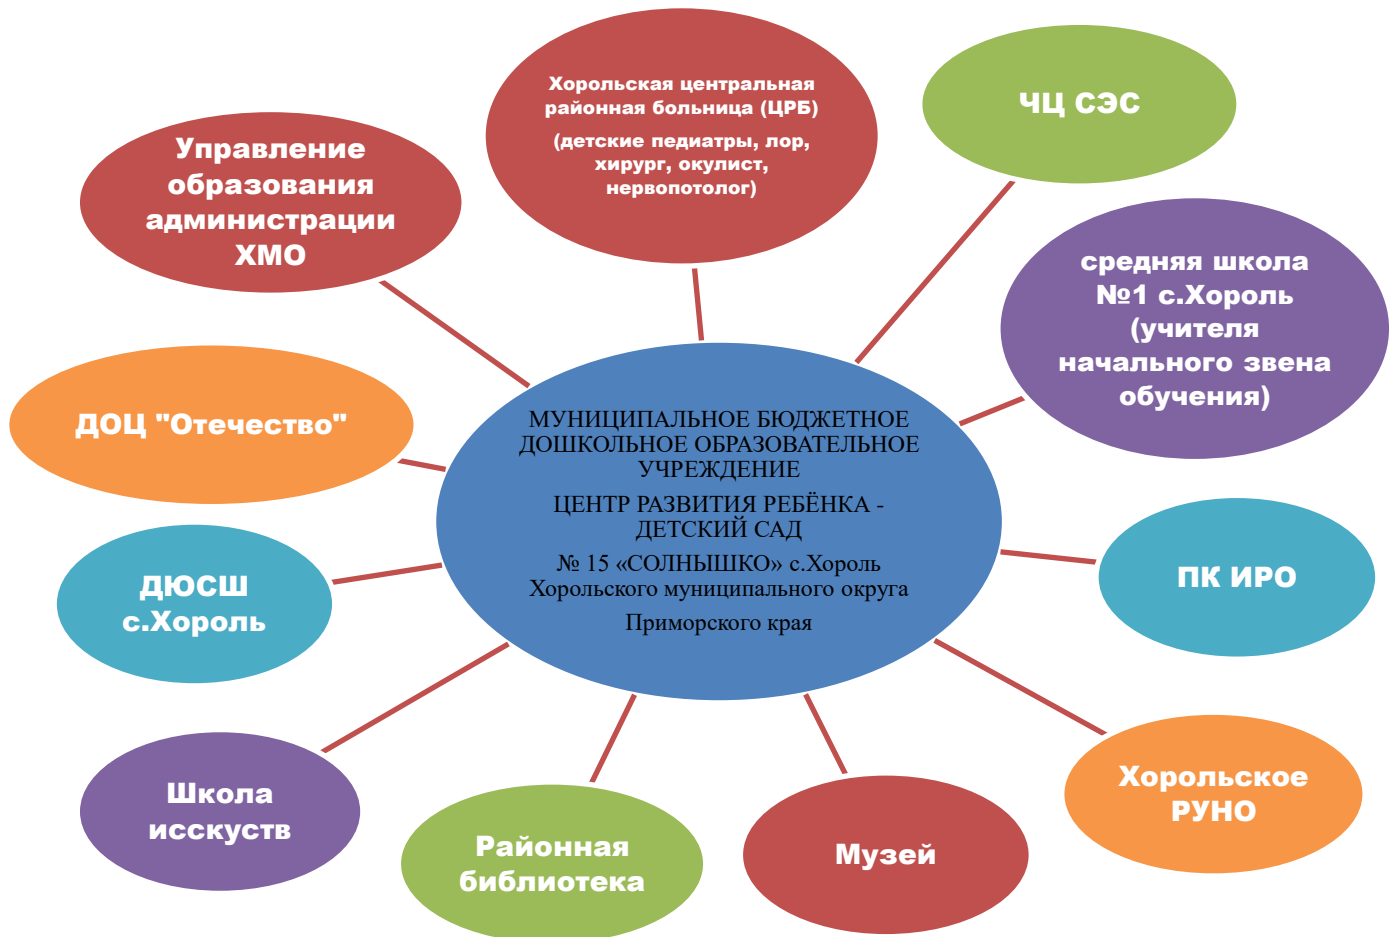 Хорольская центральная
районная больница (ЦРБ)
(детские педиатры, лор,
хирург, окулист,
нервопотолог)
ЧЦ СЭС
Управление
образования
администрации
ХМО
средняя школа
№1 с.Хороль
(учителя
начального звена
обучения)
ДОЦ "Отечество"
МУНИЦИПАЛЬНОЕ БЮДЖЕТНОЕ
ДОШКОЛЬНОЕ ОБРАЗОВАТЕЛЬНОЕ
УЧРЕЖДЕНИЕ
ЦЕНТР РАЗВИТИЯ РЕБЁНКА -
ДЕТСКИЙ САД
№ 15 «СОЛНЫШКО» с.Хороль
Хорольского муниципального округа
Приморского края
ДЮСШ
с.Хороль
ПК ИРО
Школа
исскуств
Хорольское
РУНО
Районная
библиотека
Музей